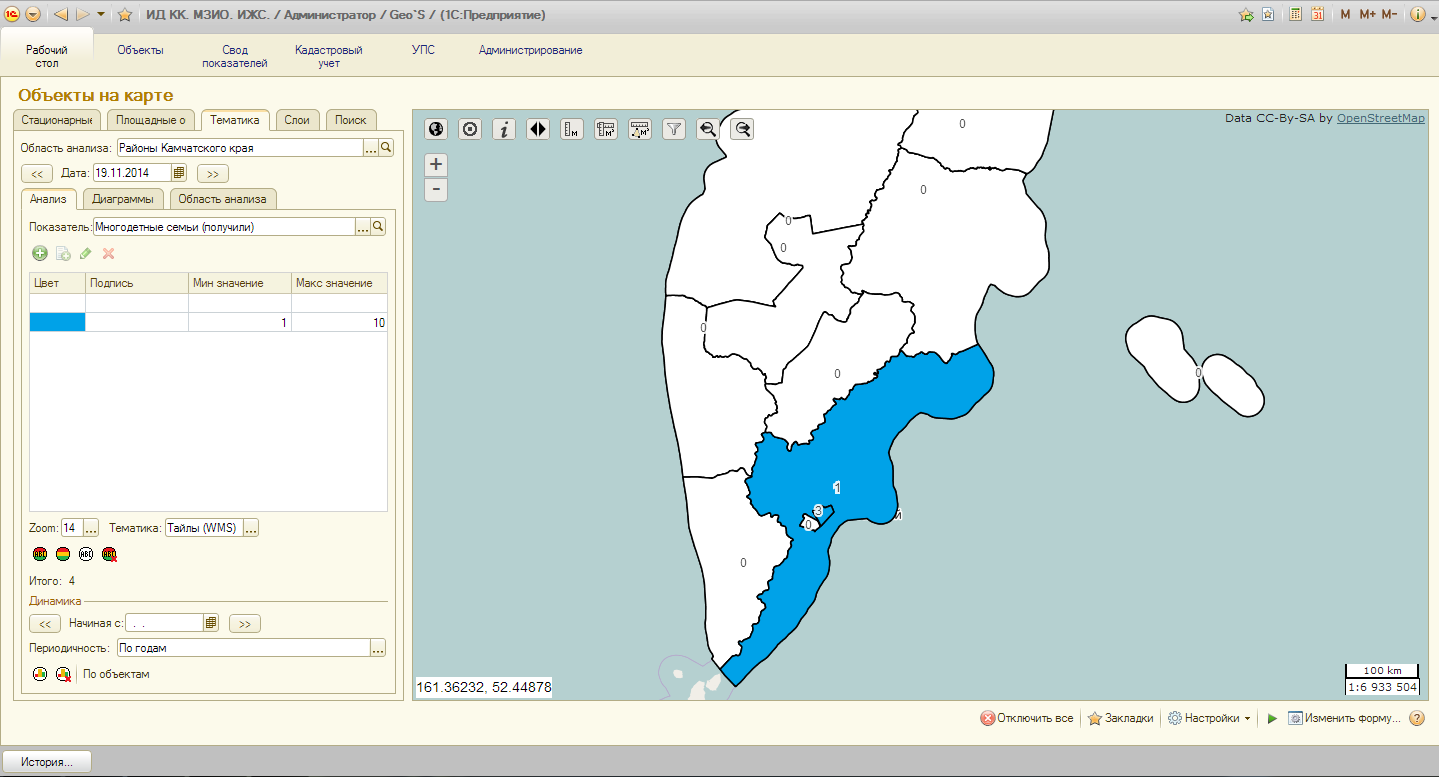 ИД КК. МЗИО. ИЖС. / Администратор / Geo`S / (1С:Предприятие)
31 M M+ M-
Рабочий стол
Объекты
Свод показателей
Кадастровый учет
УПС
Администрирование
Объекты на карте
Стационарные
Площадные о
Тематика
Слои
Поиск
Область анализа: Районы Камчатского края ...
<< Дата: 19.11.2014 >>
Анализ
Диаграммы
Область анализа
Показатель: Многодетные семьи (получили) ...
Цвет Подпись Мин значение Макс значение
1 10
Zoom: 14 ... Тематика: Тайлы (WMS) ...
ABC ABC
Итого: 4
Динамика
<< Начиная с: . . >>
Периодичность: По годам ...
По объектам
Data CC-By-SA by OpenStreetMap
i M M M
+
-
0
0
0
0
0
0
0
1
3
0
й
0
161.36232, 52.44878
100 km
1:6 933 504
Отключить все Закладки Настройки Изменить форму... ?
История...